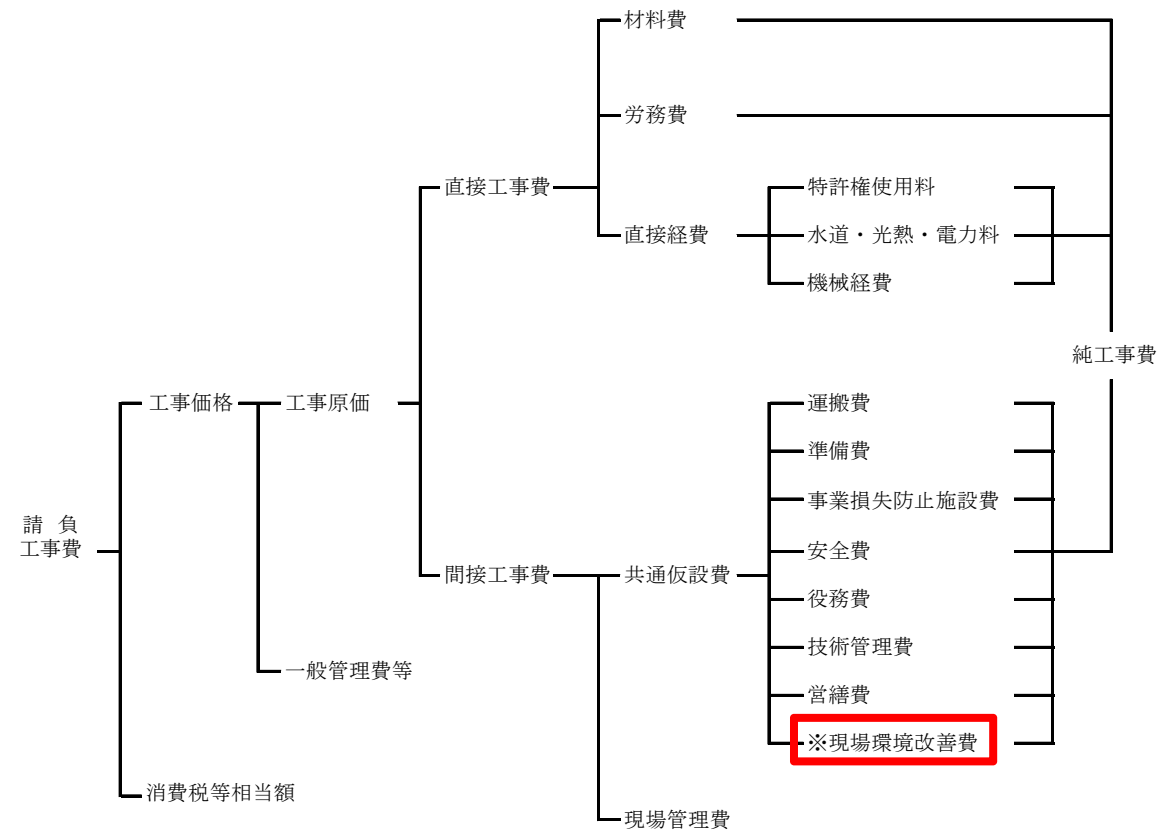 材料費
労務費
直接工事費
特許権使用料
直接経費
水道・光熱・電力料
機械経費
純工事費
工事価格
工事原価
運搬費
準備費
事業損失防止施設費
請 負
工事費
安全費
間接工事費
共通仮設費
役務費
技術管理費
一般管理費等
営繕費
※現場環境改善費
消費税等相当額
現場管理費